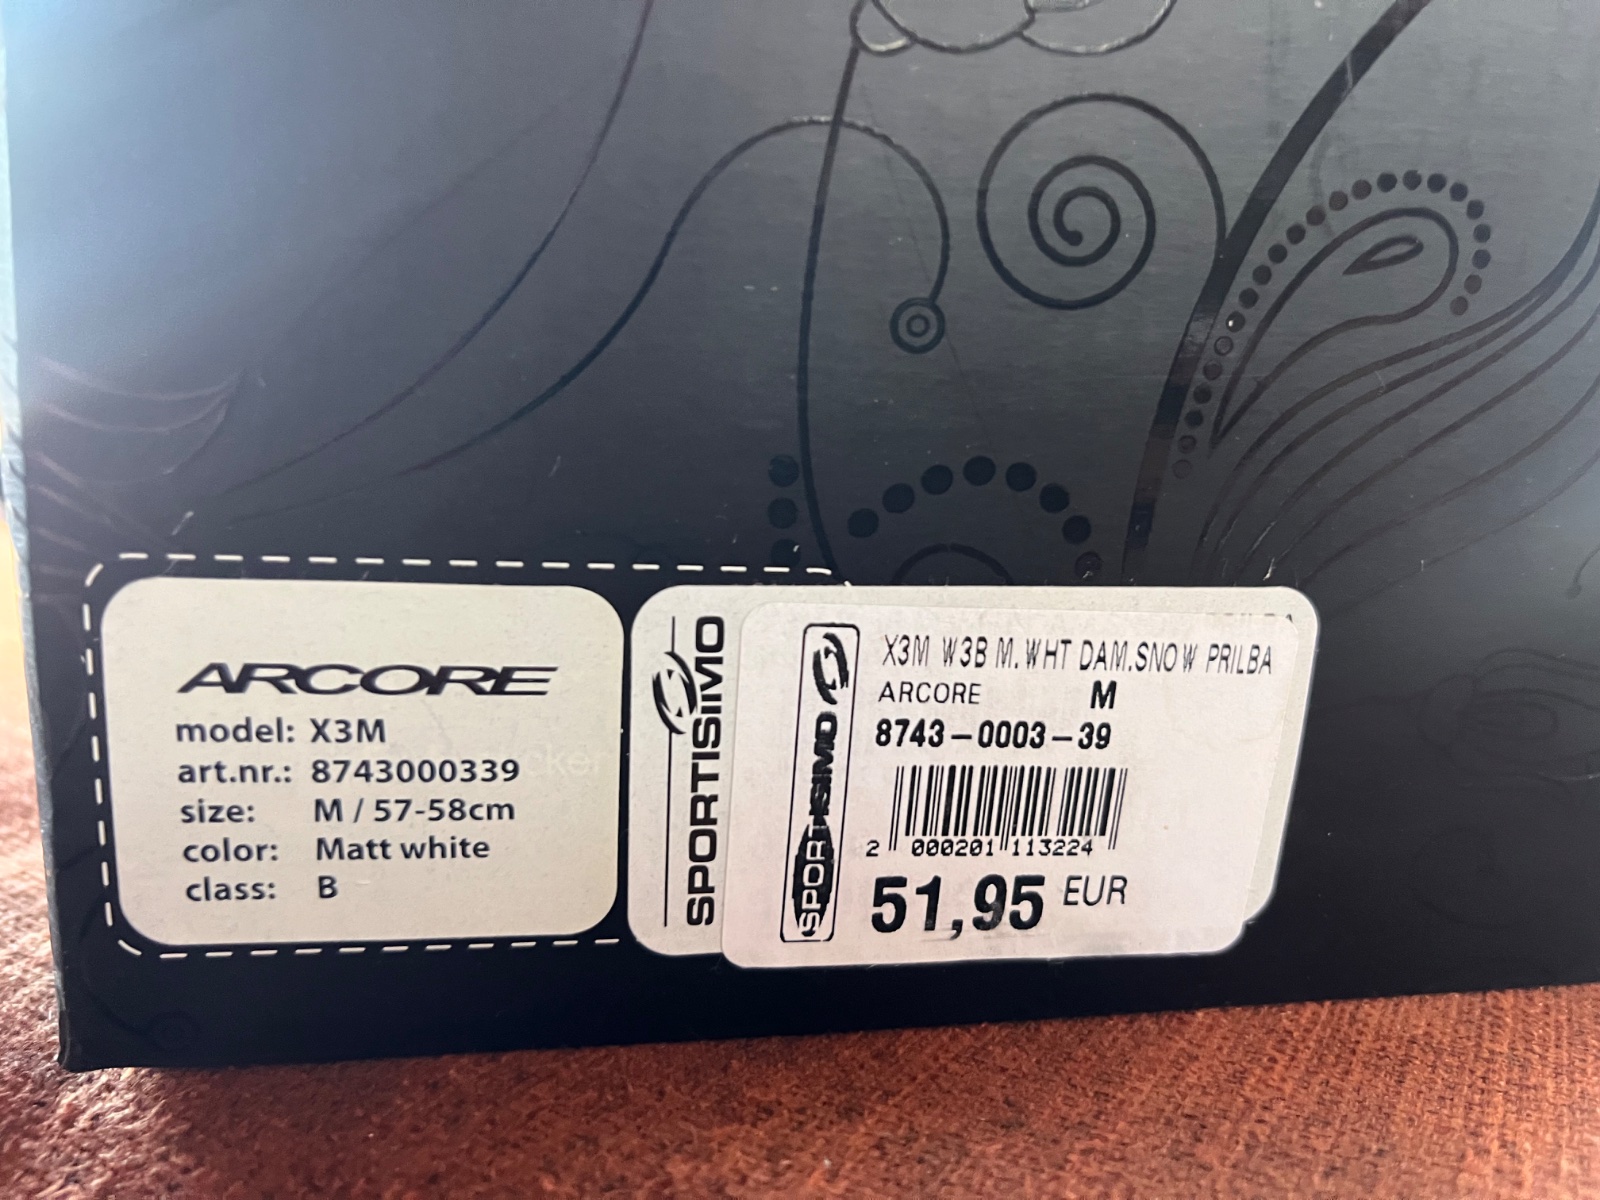 ARCORE
model: X3M
art.nr.: 8743000339
size: M / 57-58cm
color: Matt white
class: B
SPORTISIMO
SPORTISIMO
X3M W3B M.WHT DAM.SNOW PRILBA
ARCORE M
8743-0003-39
2 000201 113224
51,95 EUR